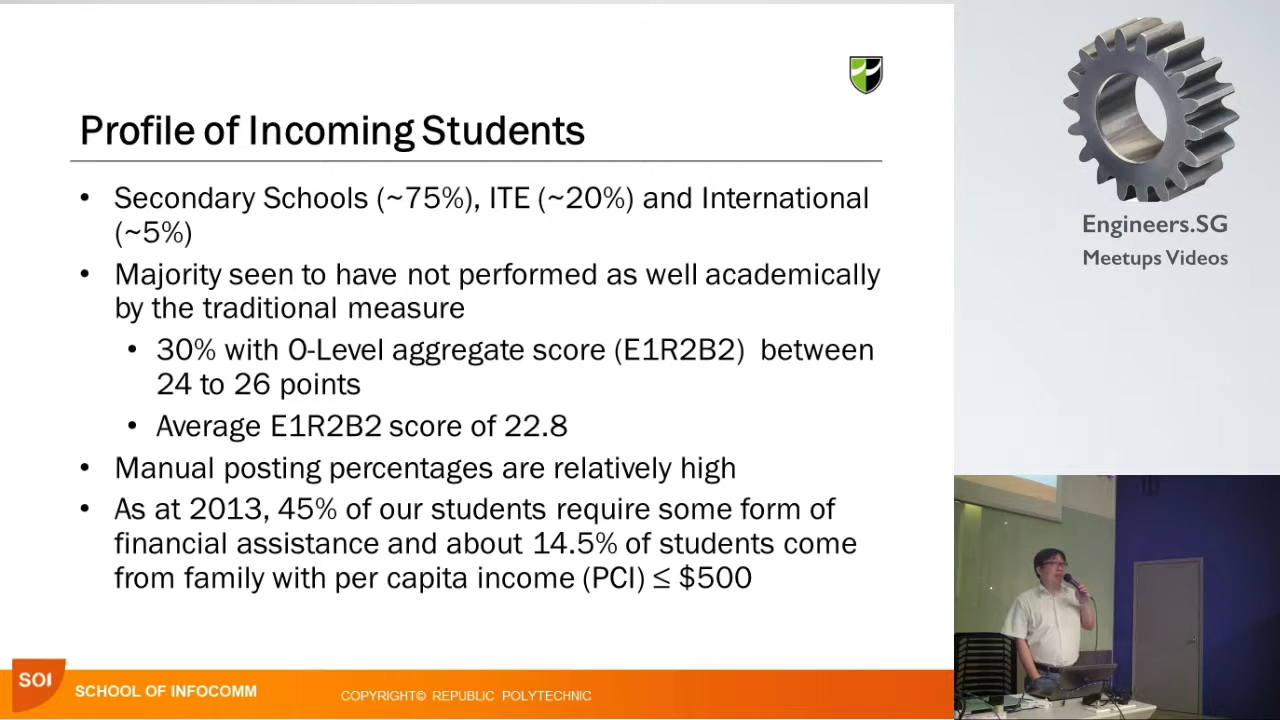 Profile of Incoming Students
• Secondary Schools (~75%), ITE (~20%) and International
(~5%)
• Majority seen to have not performed as well academically
by the traditional measure
• 30% with O-Level aggregate score (E1R2B2) between
24 to 26 points
• Average E1R2B2 score of 22.8
• Manual posting percentages are relatively high
• As at 2013, 45% of our students require some form of
financial assistance and about 14.5% of students come
from family with per capita income (PCI) ≤ $500
SOI
SCHOOL OF INFOCOMM
COPYRIGHT© REPUBLIC POLYTECHNIC
Engineers.SG
Meetups Videos